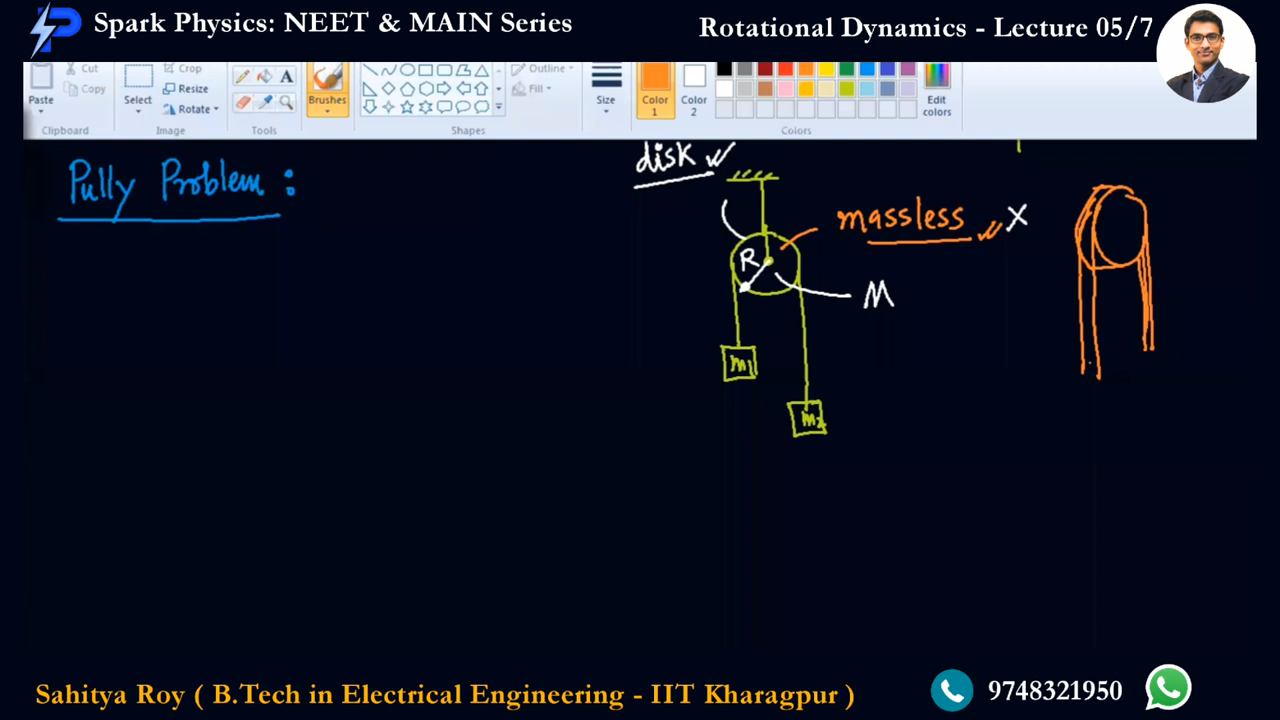 Spark Physics: NEET & MAIN Series
Rotational Dynamics - Lecture 05/7
Paste
Cut
Copy
Clipboard
Select
Crop
Resize
Rotate
Image
A
Tools
Brushes
Outline
Fill
Shapes
Size
Color 1
Color 2
Edit colors
Colors
Pully Problem :
disk
massless X
R
M
m1
m2
Sahitya Roy ( B.Tech in Electrical Engineering - IIT Kharagpur )
9748321950